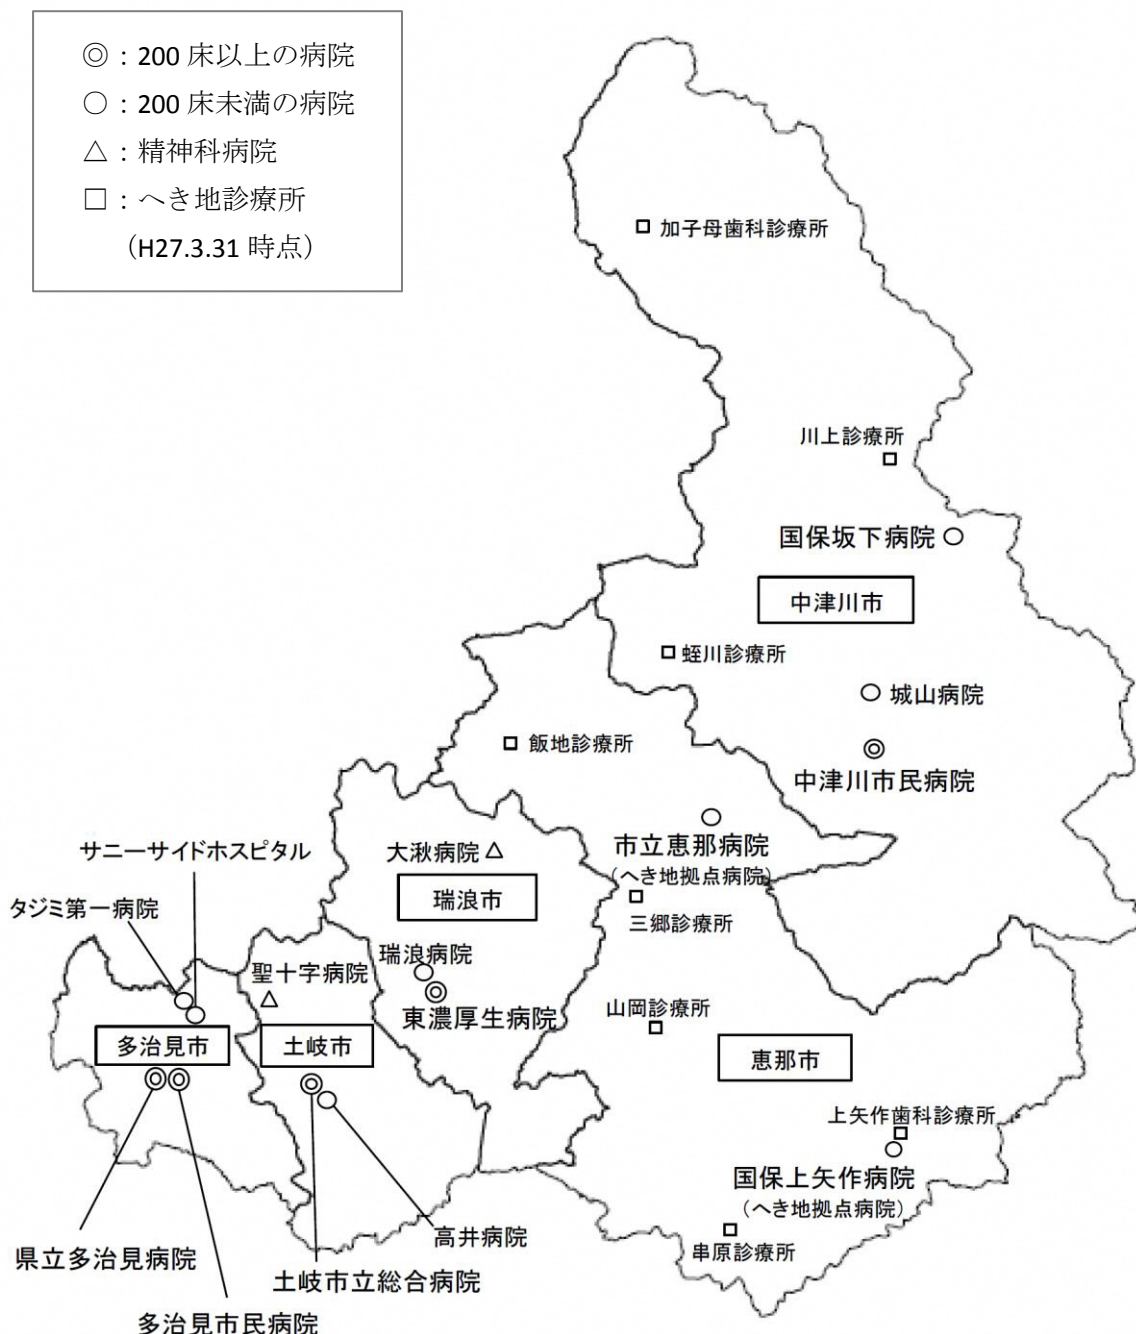 ◎：200 床以上の病院
○：200 床未満の病院
△：精神科病院
□：へき地診療所
（H27.3.31 時点）
加子母歯科診療所
川上診療所
国保坂下病院
中津川市
蛭川診療所
城山病院
飯地診療所
中津川市民病院
市立恵那病院
（へき地拠点病院）
サニーサイドホスピタル
大湫病院
瑞浪市
タジミ第一病院
三郷診療所
瑞浪病院
聖十字病院
東濃厚生病院
山岡診療所
多治見市
土岐市
恵那市
上矢作歯科診療所
国保上矢作病院
（へき地拠点病院）
高井病院
串原診療所
県立多治見病院
土岐市立総合病院
多治見市民病院